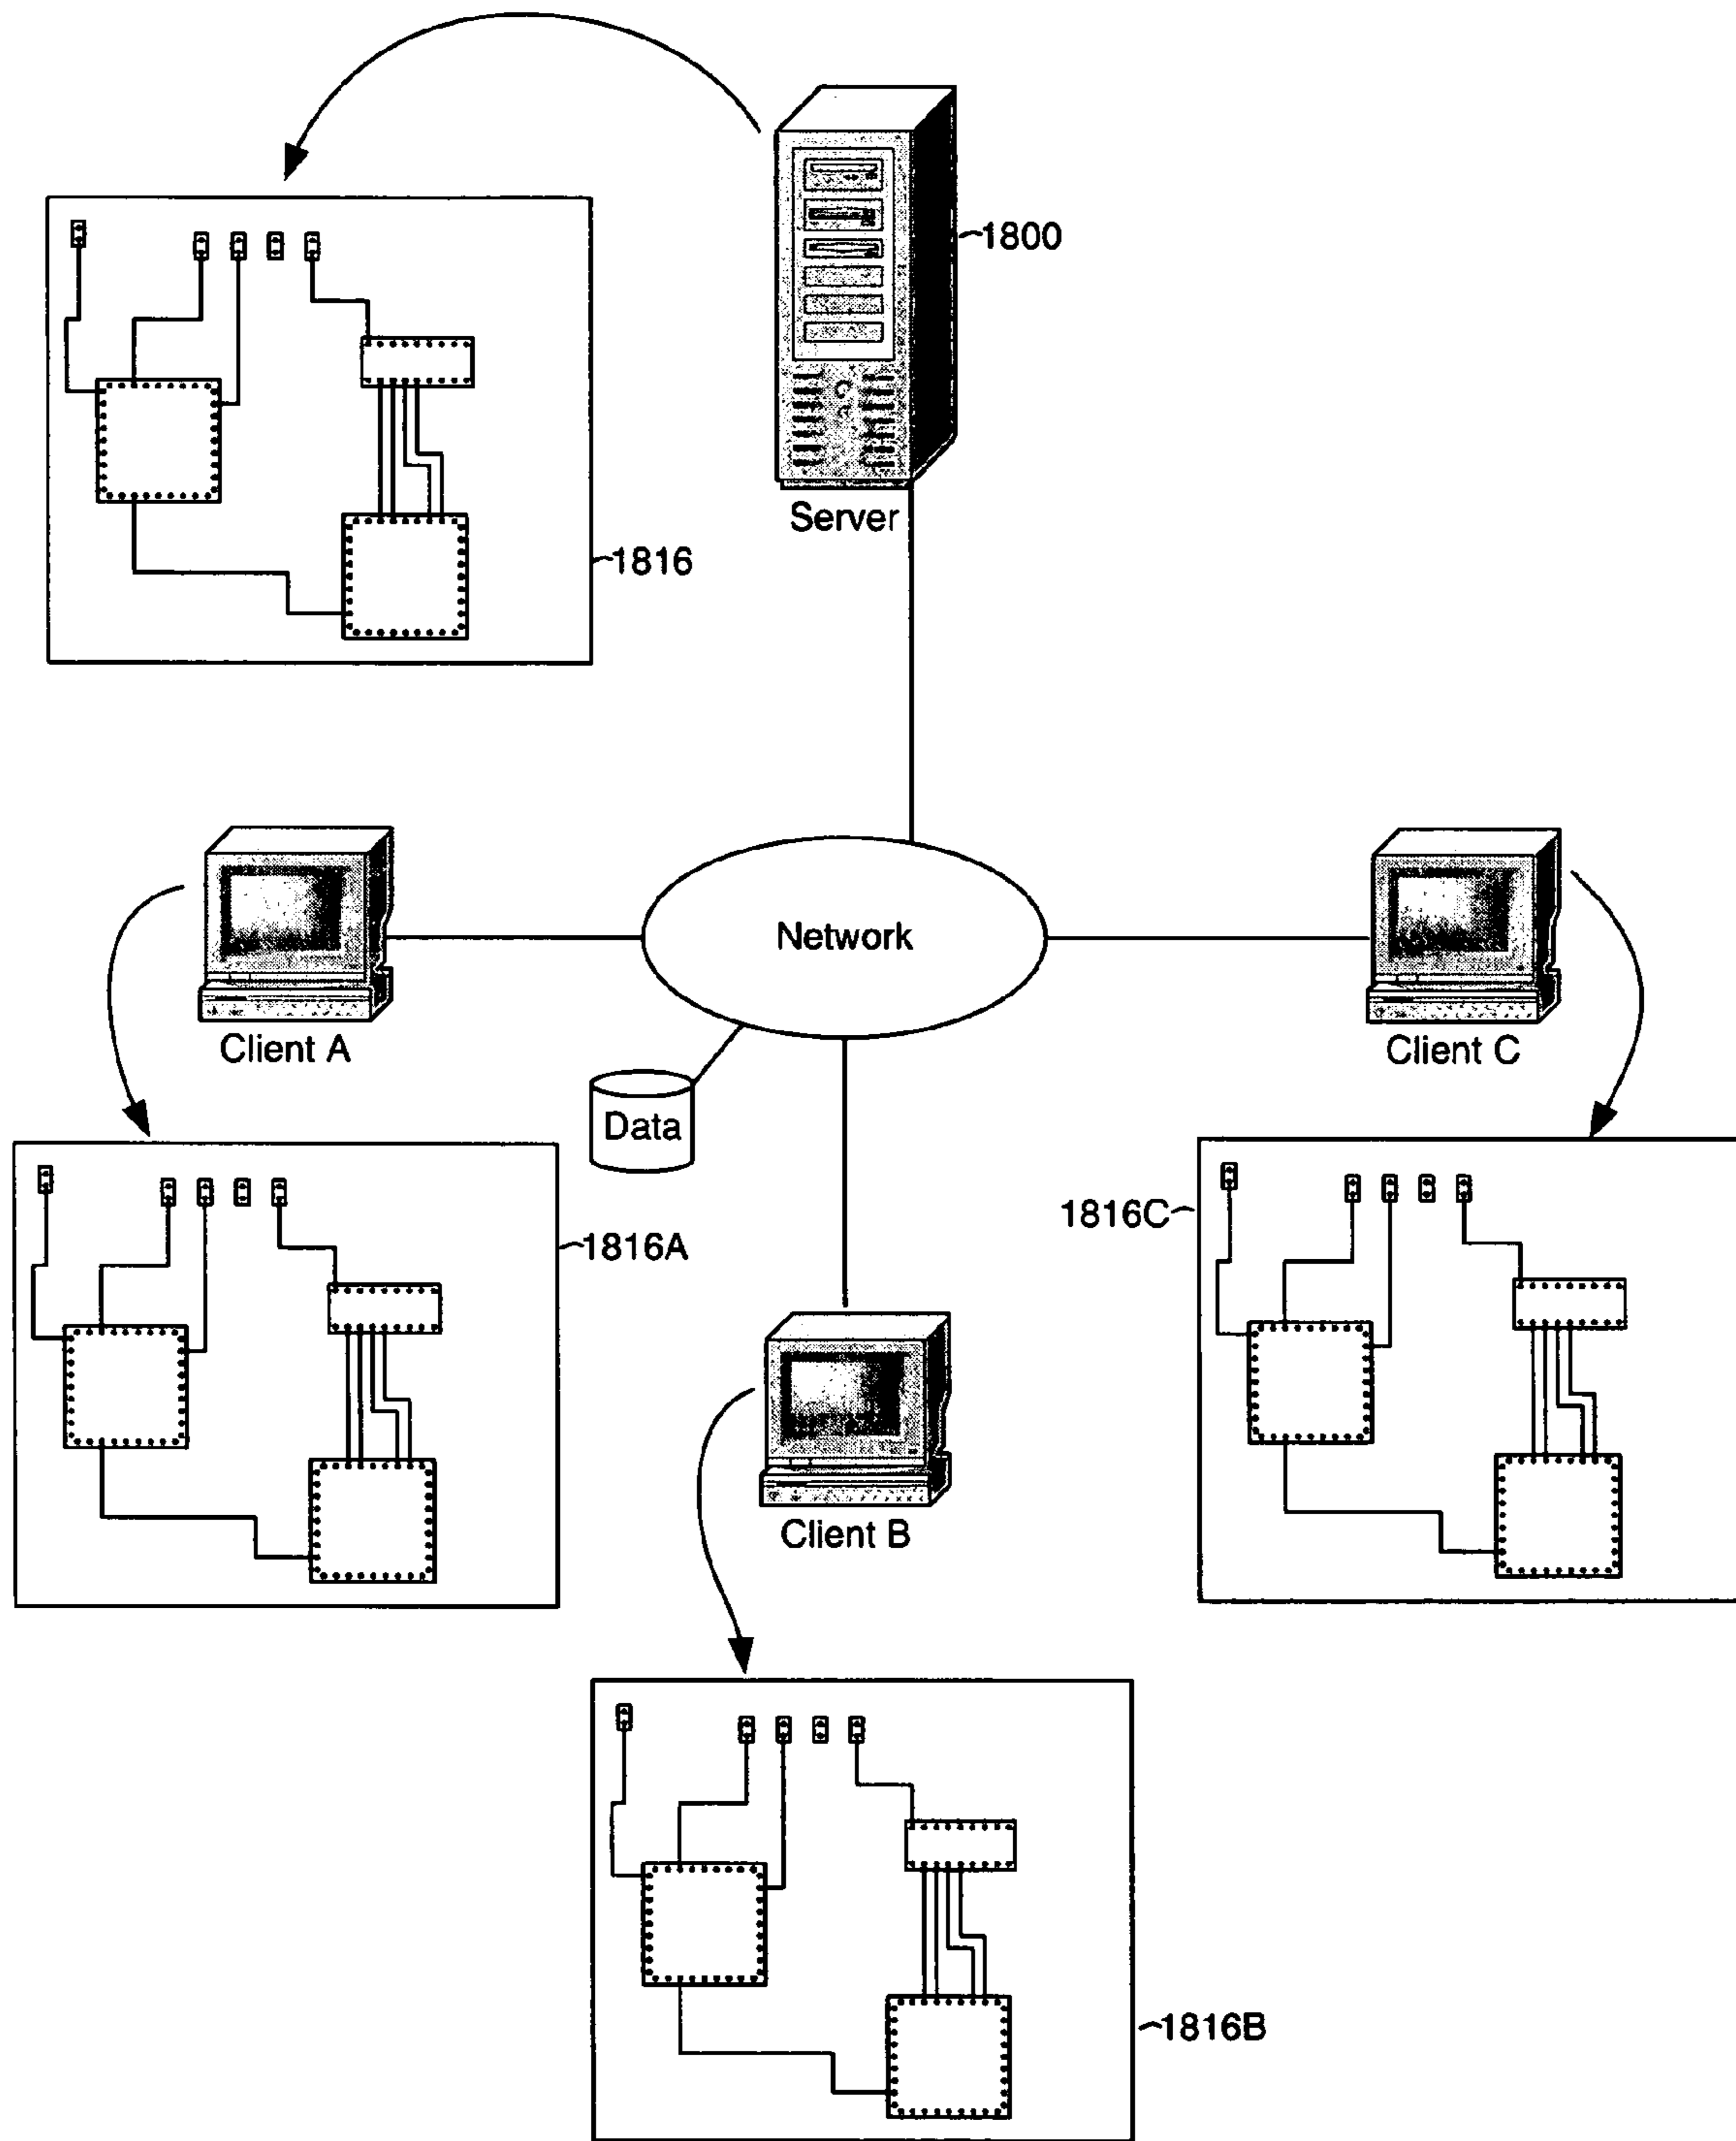 1800
Server
1816
Network
Client A
Client C
Data
1816A
1816C
Client B
1816B